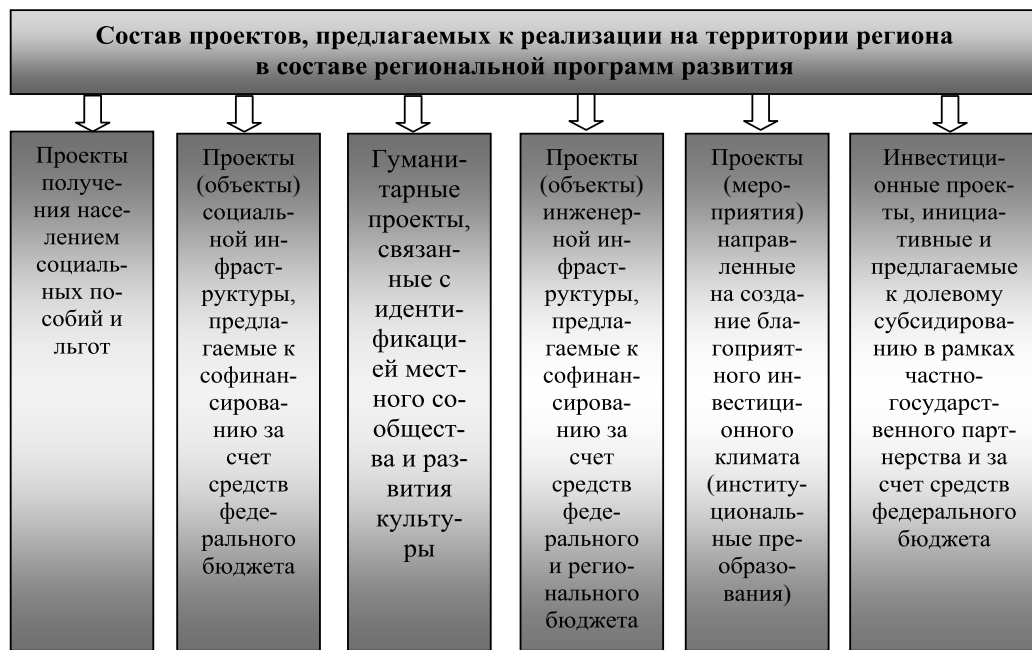 Состав проектов, предлагаемых к реализации на территории региона
в составе региональной программ развития
Проекты
получе-
ния насе-
лением
социаль-
ных по-
собий и
льгот
Проекты
(объекты)
социаль-
ной ин-
фраст-
руктуры,
предла-
гаемые к
софинан-
сирова-
нию за
счет
средств
феде-
рального
бюджета
Гумани-
тарные
проекты,
связан-
ные с
иденти-
фикаци-
ей мест-
ного со-
общест-
ва и раз-
вития
культу-
ры
Проекты
(объекты)
инженер-
ной ин-
фраст-
руктуры,
предла-
гаемые к
софинан-
сирова-
нию за
счет
средств
феде-
рального
и регио-
нального
бюджета
Проекты
(меро-
приятия)
направ-
ленные
на созда-
ние бла-
гоприят-
ного ин-
вестици-
онного
климата
(институ-
циональ-
ные пре-
образо-
вания)
Инвестици-
онные проек-
ты, инициа-
тивные и
предлагаемые
к долевому
субсидирова-
нию в рамках
частно-
государст-
венного парт-
нерства и за
счет средств
федерального
бюджета